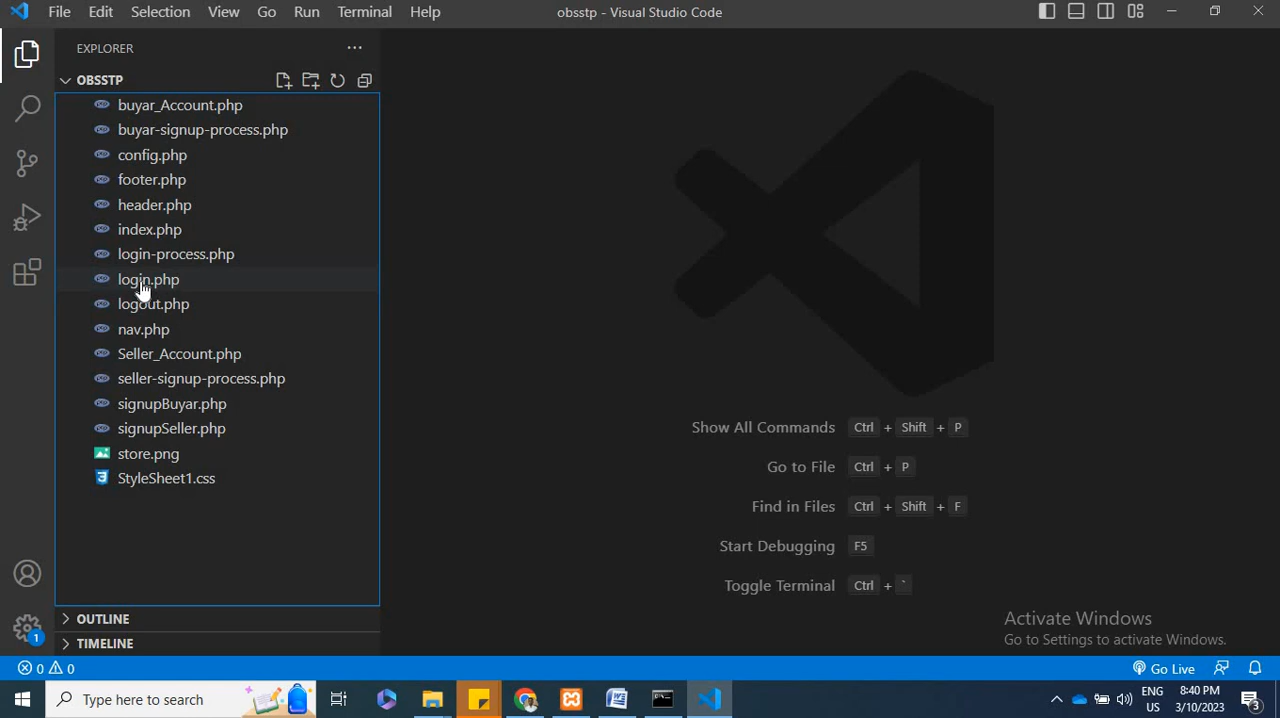 File Edit Selection View Go Run Terminal Help obsstp - Visual Studio Code
EXPLORER
OBSSTP
buyar_Account.php
buyar-signup-process.php
config.php
footer.php
header.php
index.php
login-process.php
login.php
logout.php
nav.php
Seller_Account.php
seller-signup-process.php
signupBuyar.php
signupSeller.php
store.png
StyleSheet1.css
OUTLINE
TIMELINE
Show All Commands Ctrl + Shift + P
Go to File Ctrl + P
Find in Files Ctrl + Shift + F
Start Debugging F5
Toggle Terminal Ctrl + `
Activate Windows
Go to Settings to activate Windows.
1
0 0 Go Live
Type here to search
ENG 8:40 PM
US 3/10/2023
3